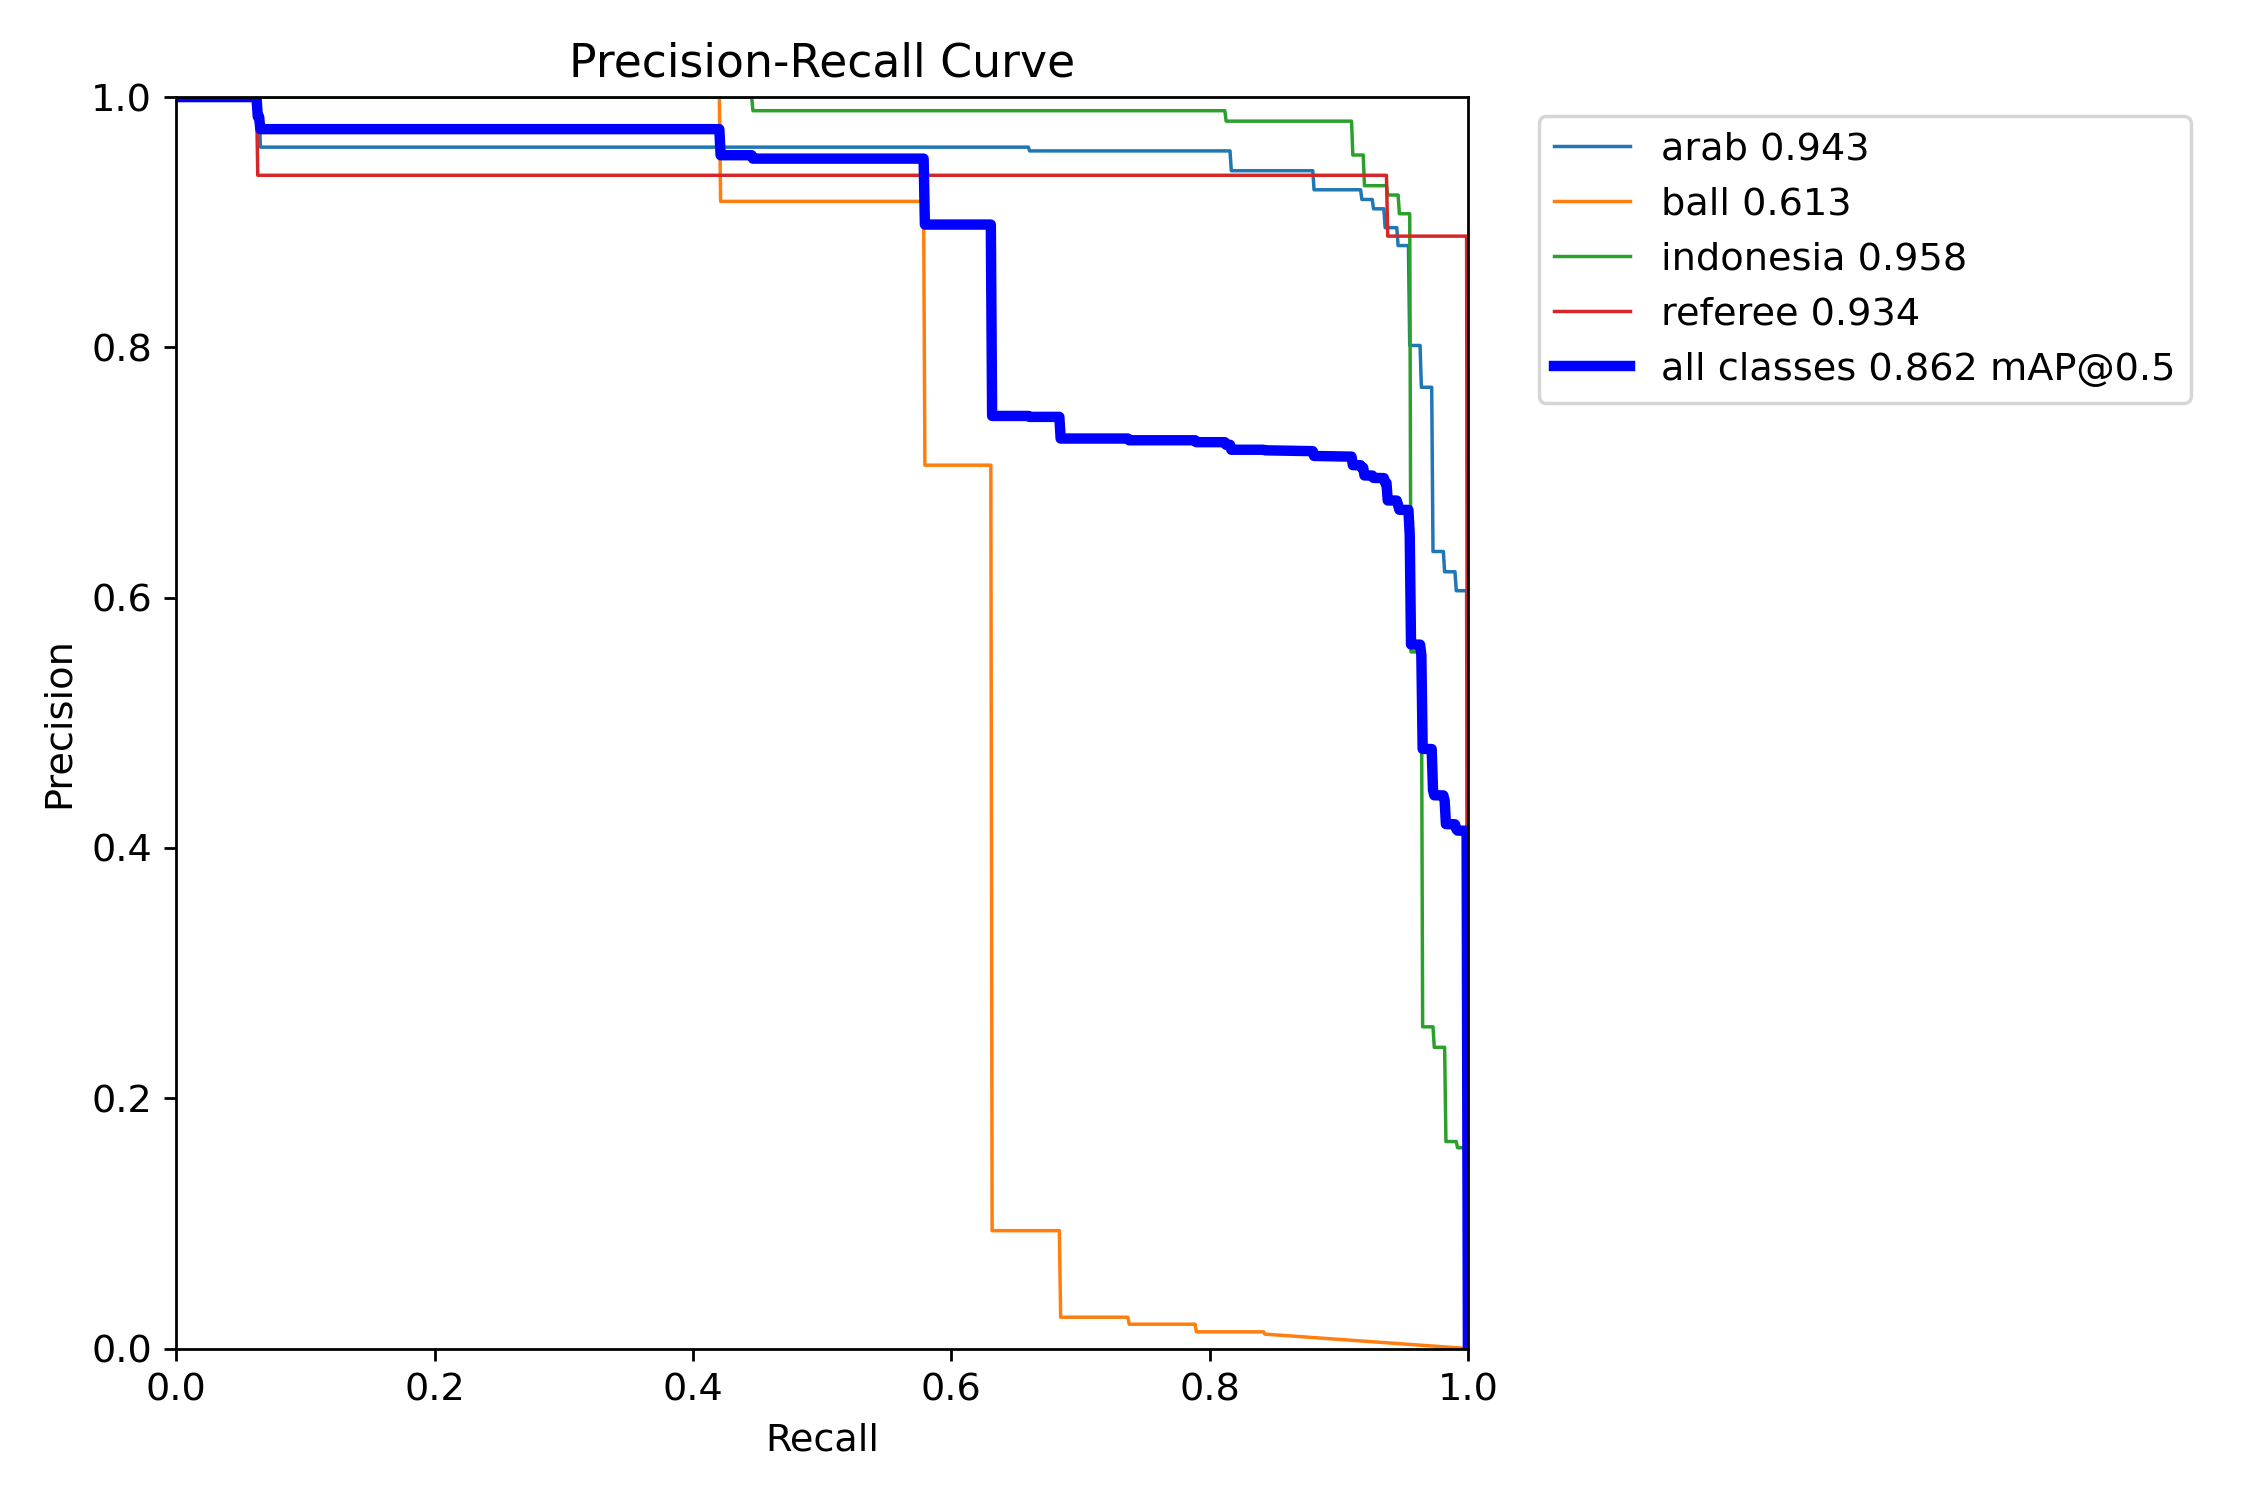 Precision-Recall Curve
1.0
0.8
0.6
0.4
0.2
0.0
Precision
0.0 0.2 0.4 0.6 0.8 1.0
Recall
arab 0.943
ball 0.613
indonesia 0.958
referee 0.934
all classes 0.862 mAP@0.5